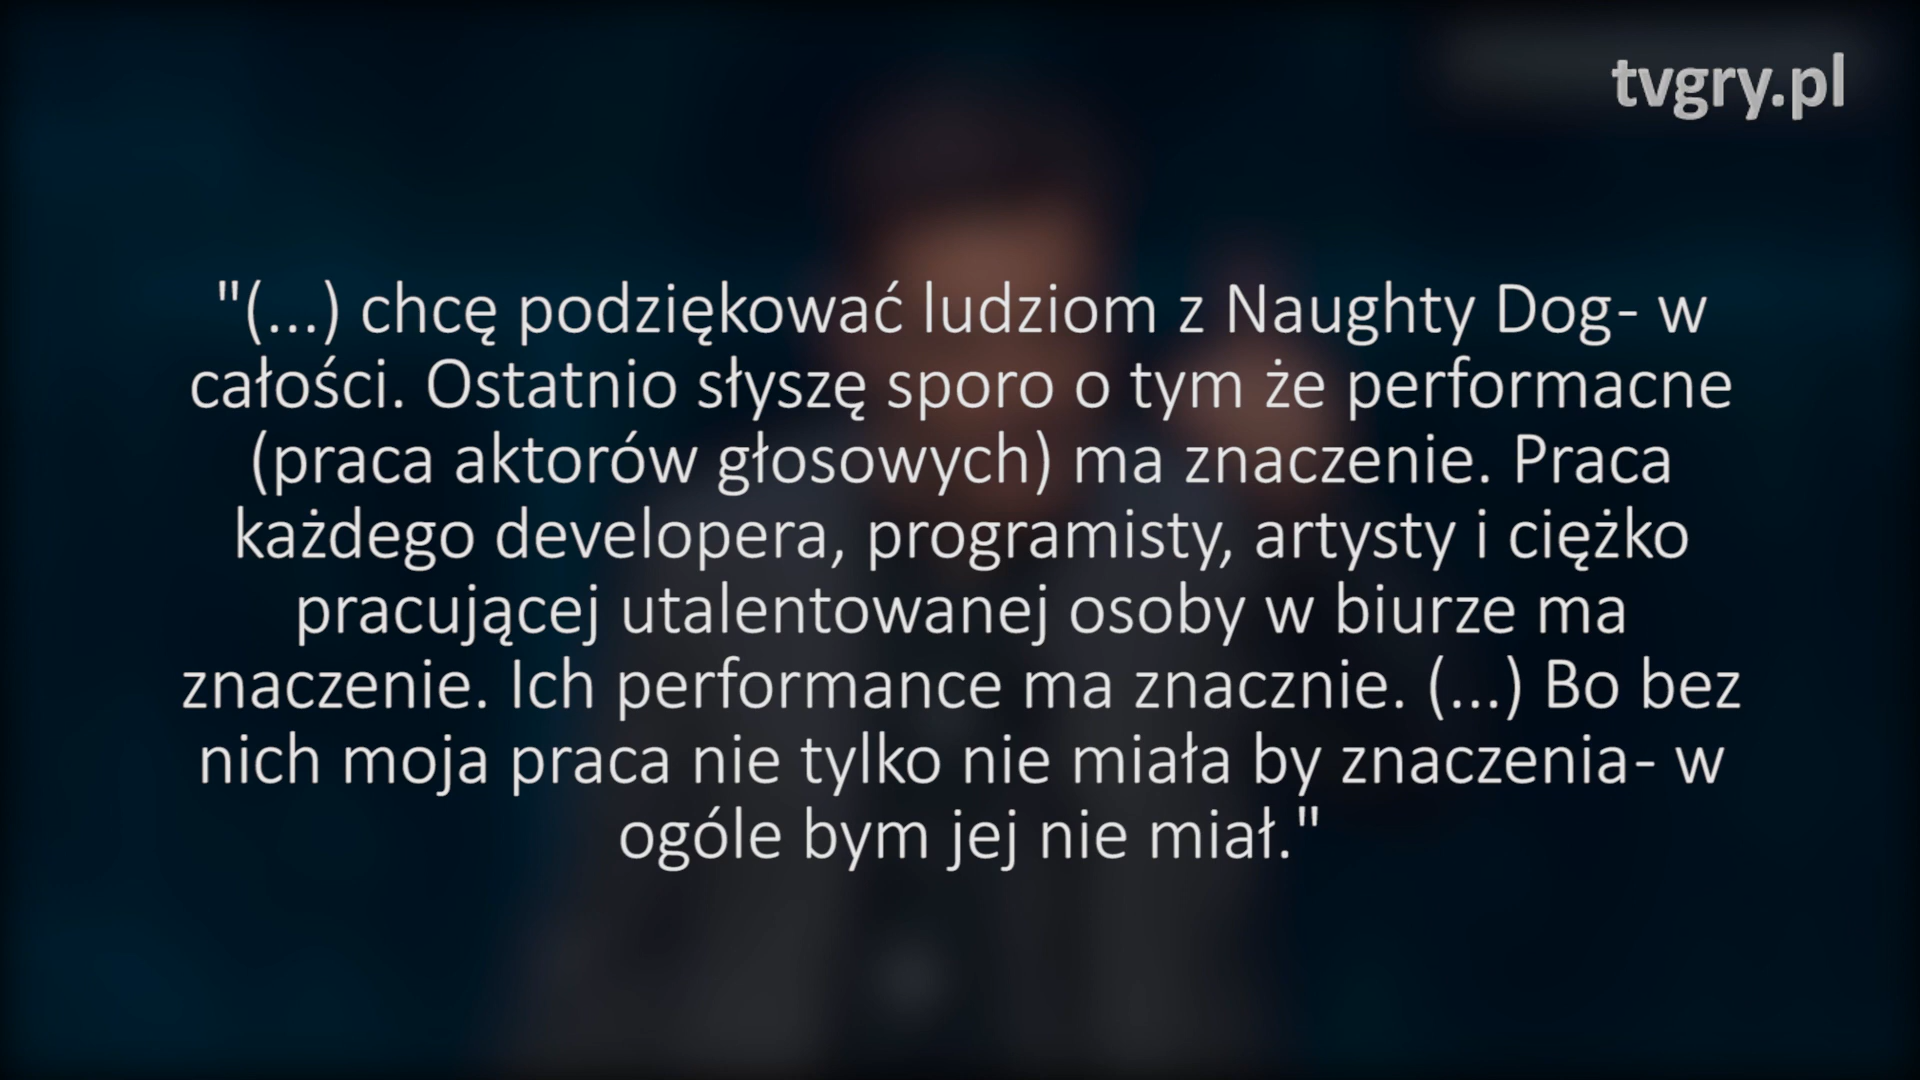 tvgry.pl
"(...) chcę podziękować ludziom z Naughty Dog- w
całości. Ostatnio słyszę sporo o tym że performacne
(praca aktorów głosowych) ma znaczenie. Praca
każdego developera, programisty, artysty i ciężko
pracującej utalentowanej osoby w biurze ma
znaczenie. Ich performance ma znacznie. (...) Bo bez
nich moja praca nie tylko nie miała by znaczenia- w
ogóle bym jej nie miał."